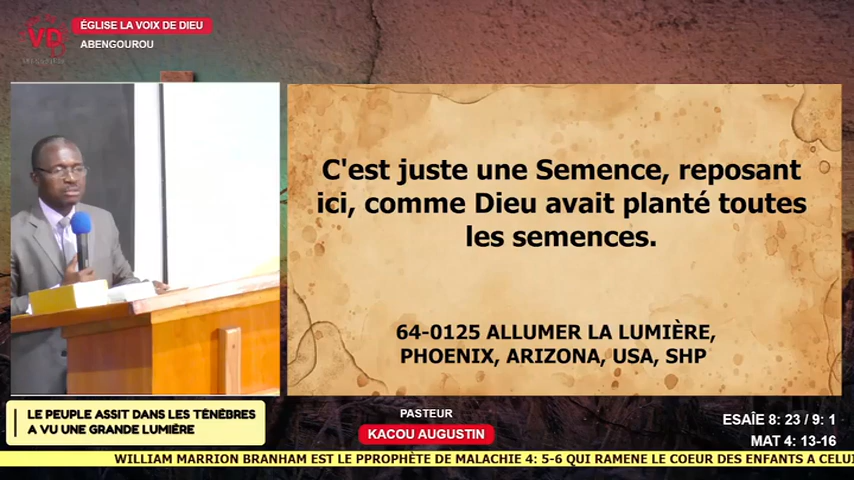 VD
ÉGLISE LA VOIX DE DIEU
ABENGOUROU
C'est juste une Semence, reposant
ici, comme Dieu avait planté toutes
les semences.
64-0125 ALLUMER LA LUMIÈRE,
PHOENIX, ARIZONA, USA, SHP
LE PEUPLE ASSIT DANS LES TÉNÈBRES
A VU UNE GRANDE LUMIÈRE
PASTEUR
KACOU AUGUSTIN
ESAÏE 8: 23 / 9: 1
MAT 4: 13-16
WILLIAM MARRION BRANHAM EST LE PPROPHÈTE DE MALACHIE 4: 5-6 QUI RAMENE LE COEUR DES ENFANTS A CELUI